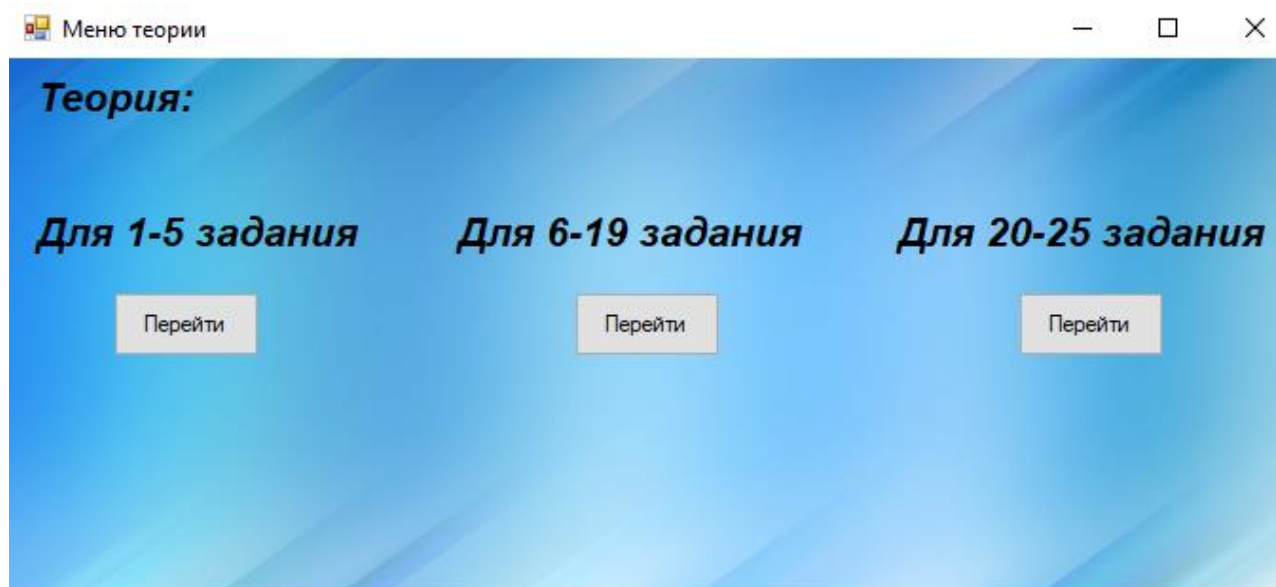 Меню теории
Теория:
Для 1-5 задания
Для 6-19 задания
Для 20-25 задания
Перейти
Перейти
Перейти